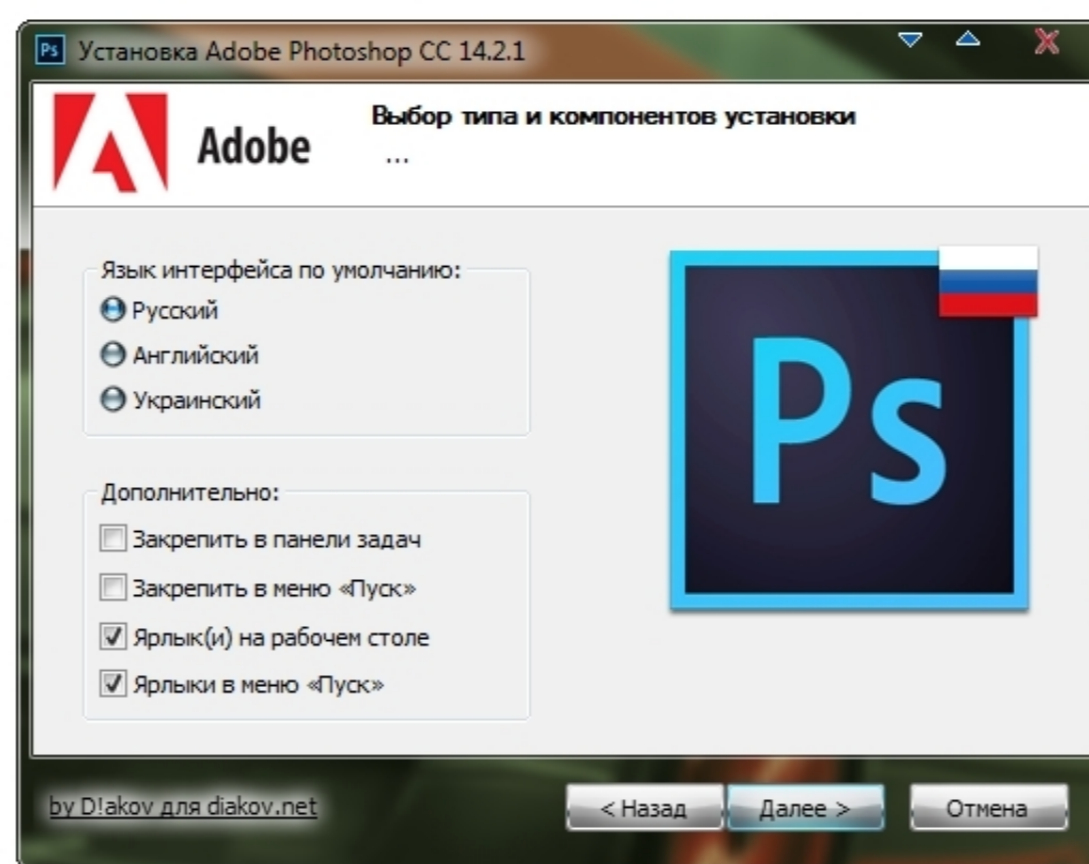 Ps Установка Adobe Photoshop CC 14.2.1
Adobe
Выбор типа и компонентов установки
...
Язык интерфейса по умолчанию:
Русский
Английский
Украинский
Ps
Дополнительно:
Закрепить в панели задач
Закрепить в меню «Пуск»
Ярлык(и) на рабочем столе
Ярлыки в меню «Пуск»
by D!akov для diakov.net
< Назад Далее > Отмена